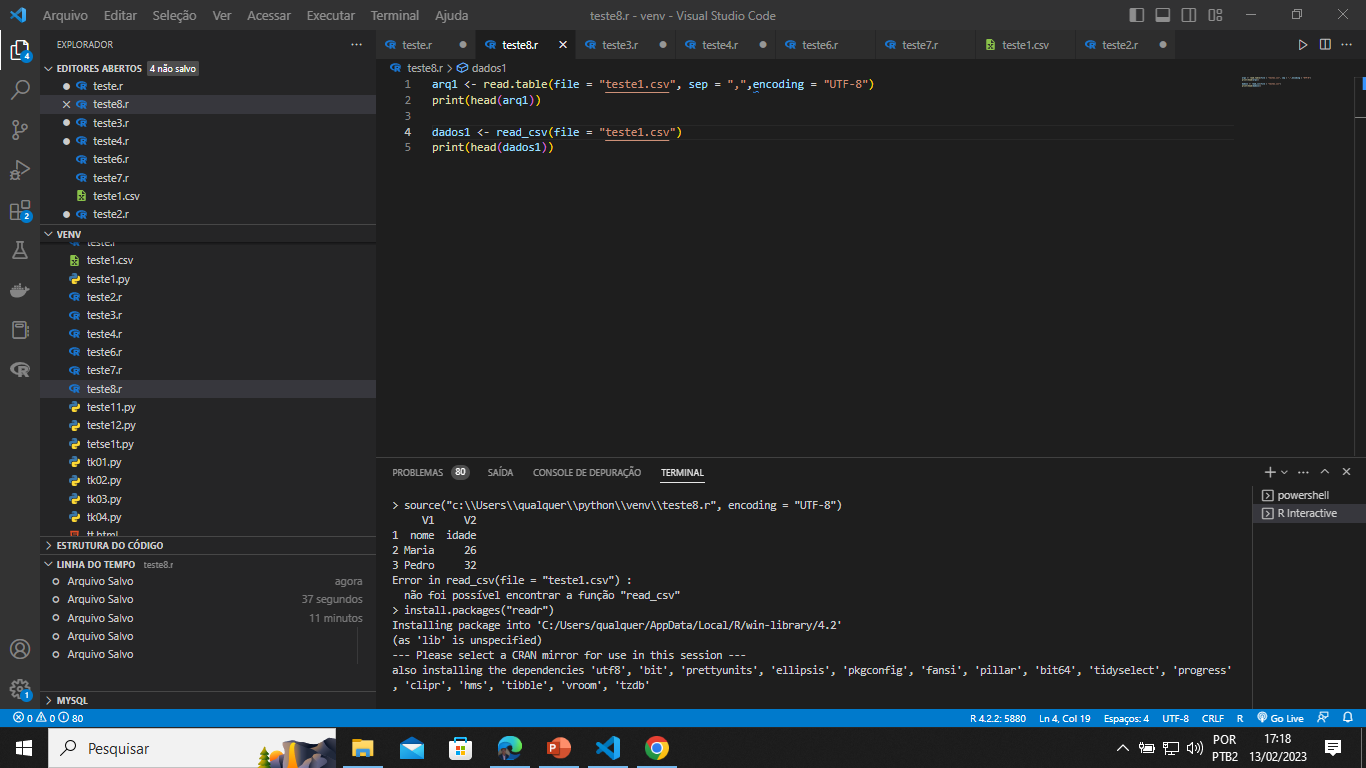 Arquivo Editar Seleção Ver Acessar Executar Terminal Ajuda
teste8.r - venv - Visual Studio Code
EXPLORADOR
EDITORES ABERTOS 4 não salvo
teste.r
teste8.r
teste3.r
teste4.r
teste6.r
teste7.r
teste1.csv
teste2.r
VENV
teste.r
teste1.csv
teste1.py
teste2.r
teste3.r
teste4.r
teste6.r
teste7.r
teste8.r
teste11.py
teste12.py
tetse1t.py
tk01.py
tk02.py
tk03.py
tk04.py
tt.html
ESTRUTURA DO CÓDIGO
LINHA DO TEMPO teste8.r
Arquivo Salvo agora
Arquivo Salvo 37 segundos
Arquivo Salvo 11 minutos
Arquivo Salvo
Arquivo Salvo
MYSQL
4
2
1
teste.r teste8.r teste3.r teste4.r teste6.r teste7.r teste1.csv teste2.r
teste8.r > dados1
1 arq1 <- read.table(file = "teste1.csv", sep = ",",encoding = "UTF-8")
2 print(head(arq1))
3
4 dados1 <- read_csv(file = "teste1.csv")
5 print(head(dados1))
PROBLEMAS 80 SAÍDA CONSOLE DE DEPURAÇÃO TERMINAL
> source("c:\\Users\\qualquer\\python\\venv\\teste8.r", encoding = "UTF-8")
V1 V2
1 nome idade
2 Maria 26
3 Pedro 32
Error in read_csv(file = "teste1.csv") :
não foi possível encontrar a função "read_csv"
> install.packages("readr")
Installing package into 'C:/Users/qualquer/AppData/Local/R/win-library/4.2'
(as 'lib' is unspecified)
--- Please select a CRAN mirror for use in this session ---
also installing the dependencies 'utf8', 'bit', 'prettyunits', 'ellipsis', 'pkgconfig', 'fansi', 'pillar', 'bit64', 'tidyselect', 'progress'
, 'clipr', 'hms', 'tibble', 'vroom', 'tzdb'
powershell
R Interactive
0 0 80
R 4.2.2: 5880 Ln 4, Col 19 Espaços: 4 UTF-8 CRLF R Go Live
Pesquisar
POR
PTB2
17:18
13/02/2023